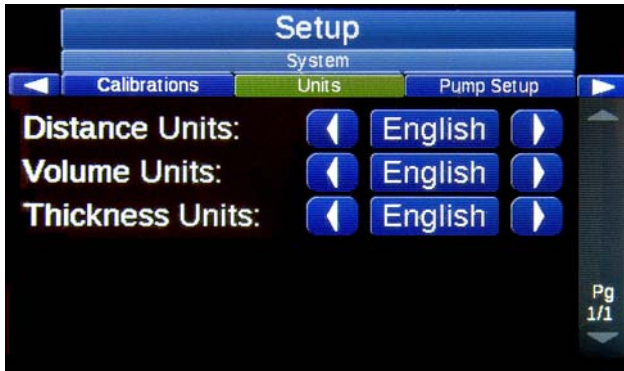 Setup
System
Calibrations Units Pump Setup
Distance Units: English
Volume Units: English
Thickness Units: English
Pg
1/1